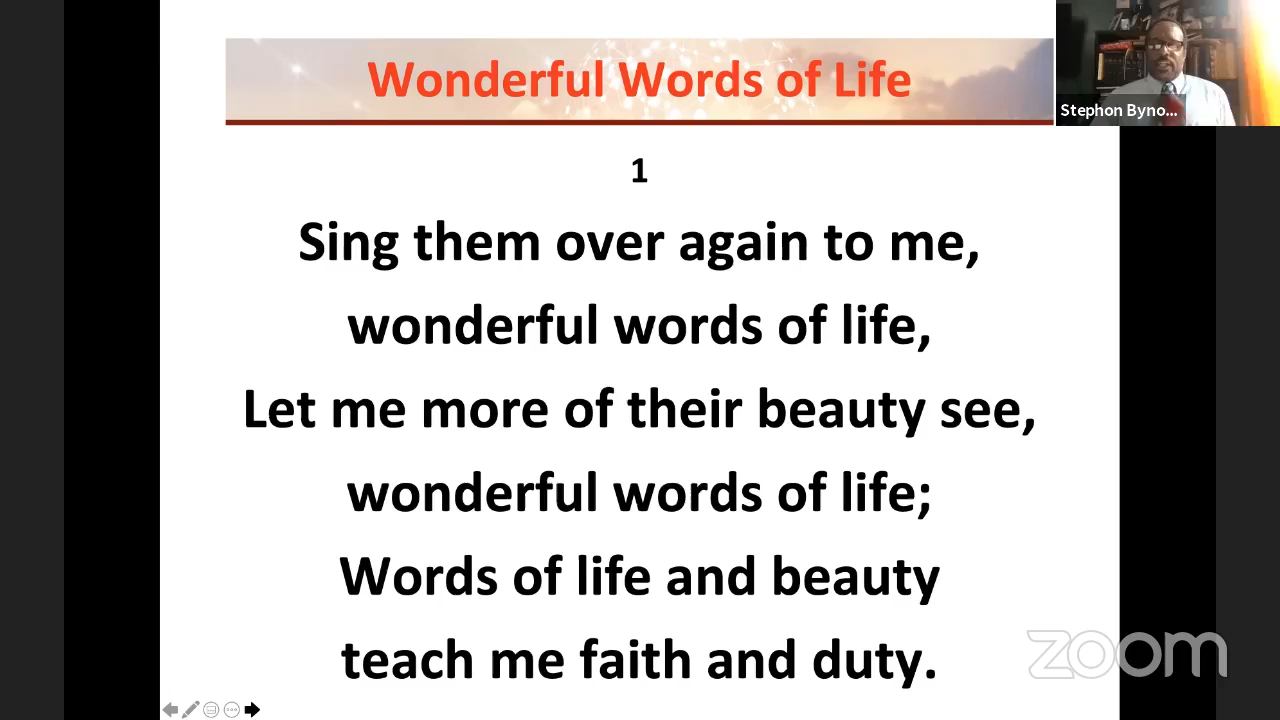 Wonderful Words of Life
Stephon Byno...
1
Sing them over again to me,
wonderful words of life,
Let me more of their beauty see,
wonderful words of life;
Words of life and beauty
teach me faith and duty.
zoom